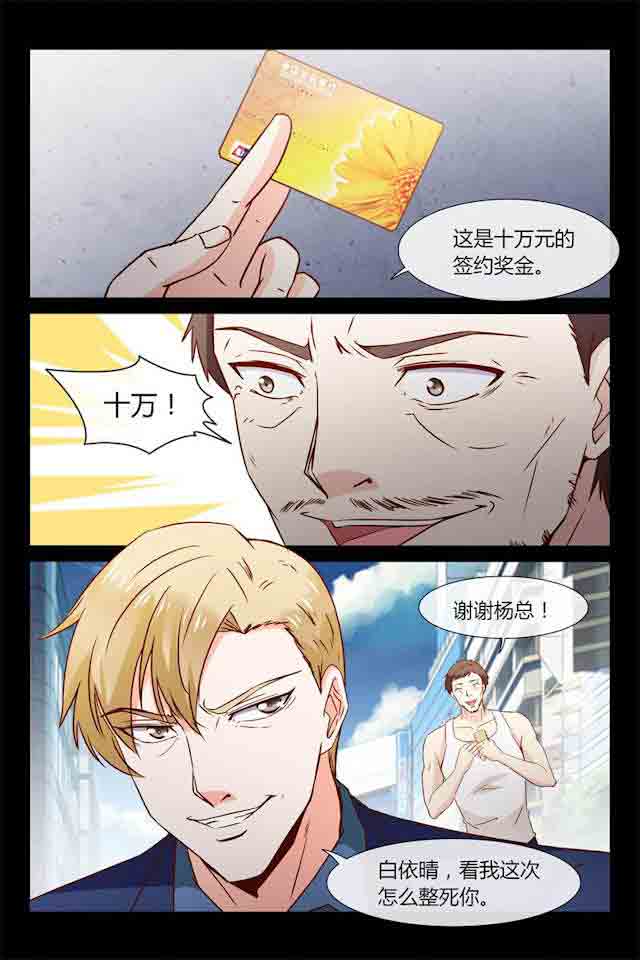 这是十万元的
签约奖金。
十万！
谢谢杨总！
白依晴，看我这次
怎么整死你。